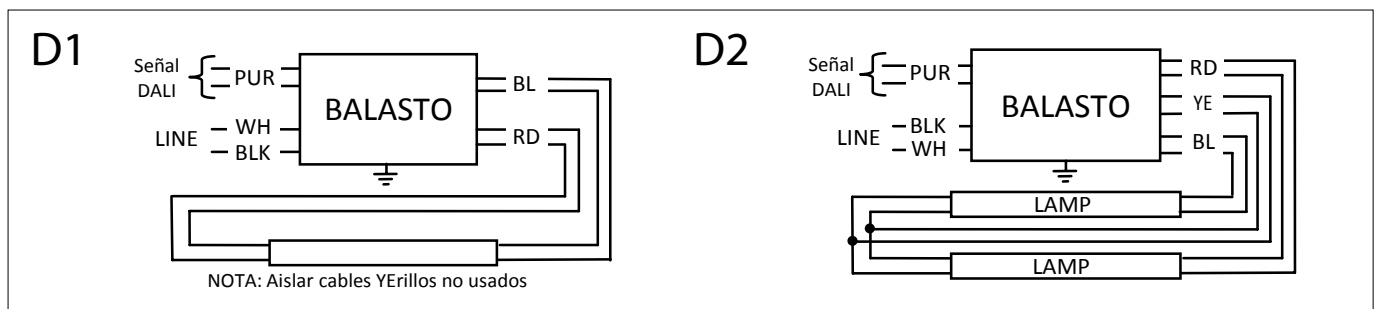 D1
Señal
DALI
PUR
LINE
WH
BLK
BALASTO
BL
RD
NOTA: Aislar cables YErillos no usados
D2
Señal
DALI
PUR
LINE
BLK
WH
BALASTO
RD
YE
BL
LAMP
LAMP